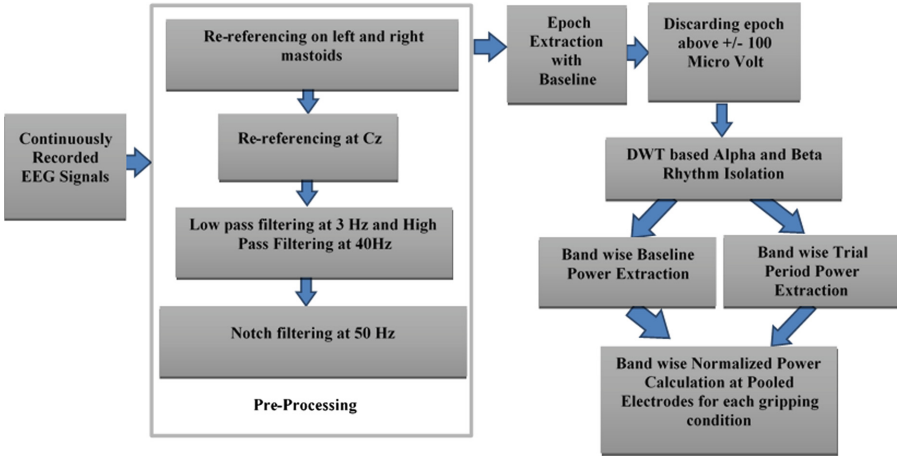 Continuously
Recorded
EEG Signals
Re-referencing on left and right
mastoids
Re-referencing at Cz
Low pass filtering at 3 Hz and High
Pass Filtering at 40Hz
Notch filtering at 50 Hz
Pre-Processing
Epoch
Extraction
with
Baseline
Discarding epoch
above +/- 100
Micro Volt
DWT based Alpha and Beta
Rhythm Isolation
Band wise Baseline
Power Extraction
Band wise Trial
Period Power
Extraction
Band wise Normalized Power
Calculation at Pooled
Electrodes for each gripping
condition